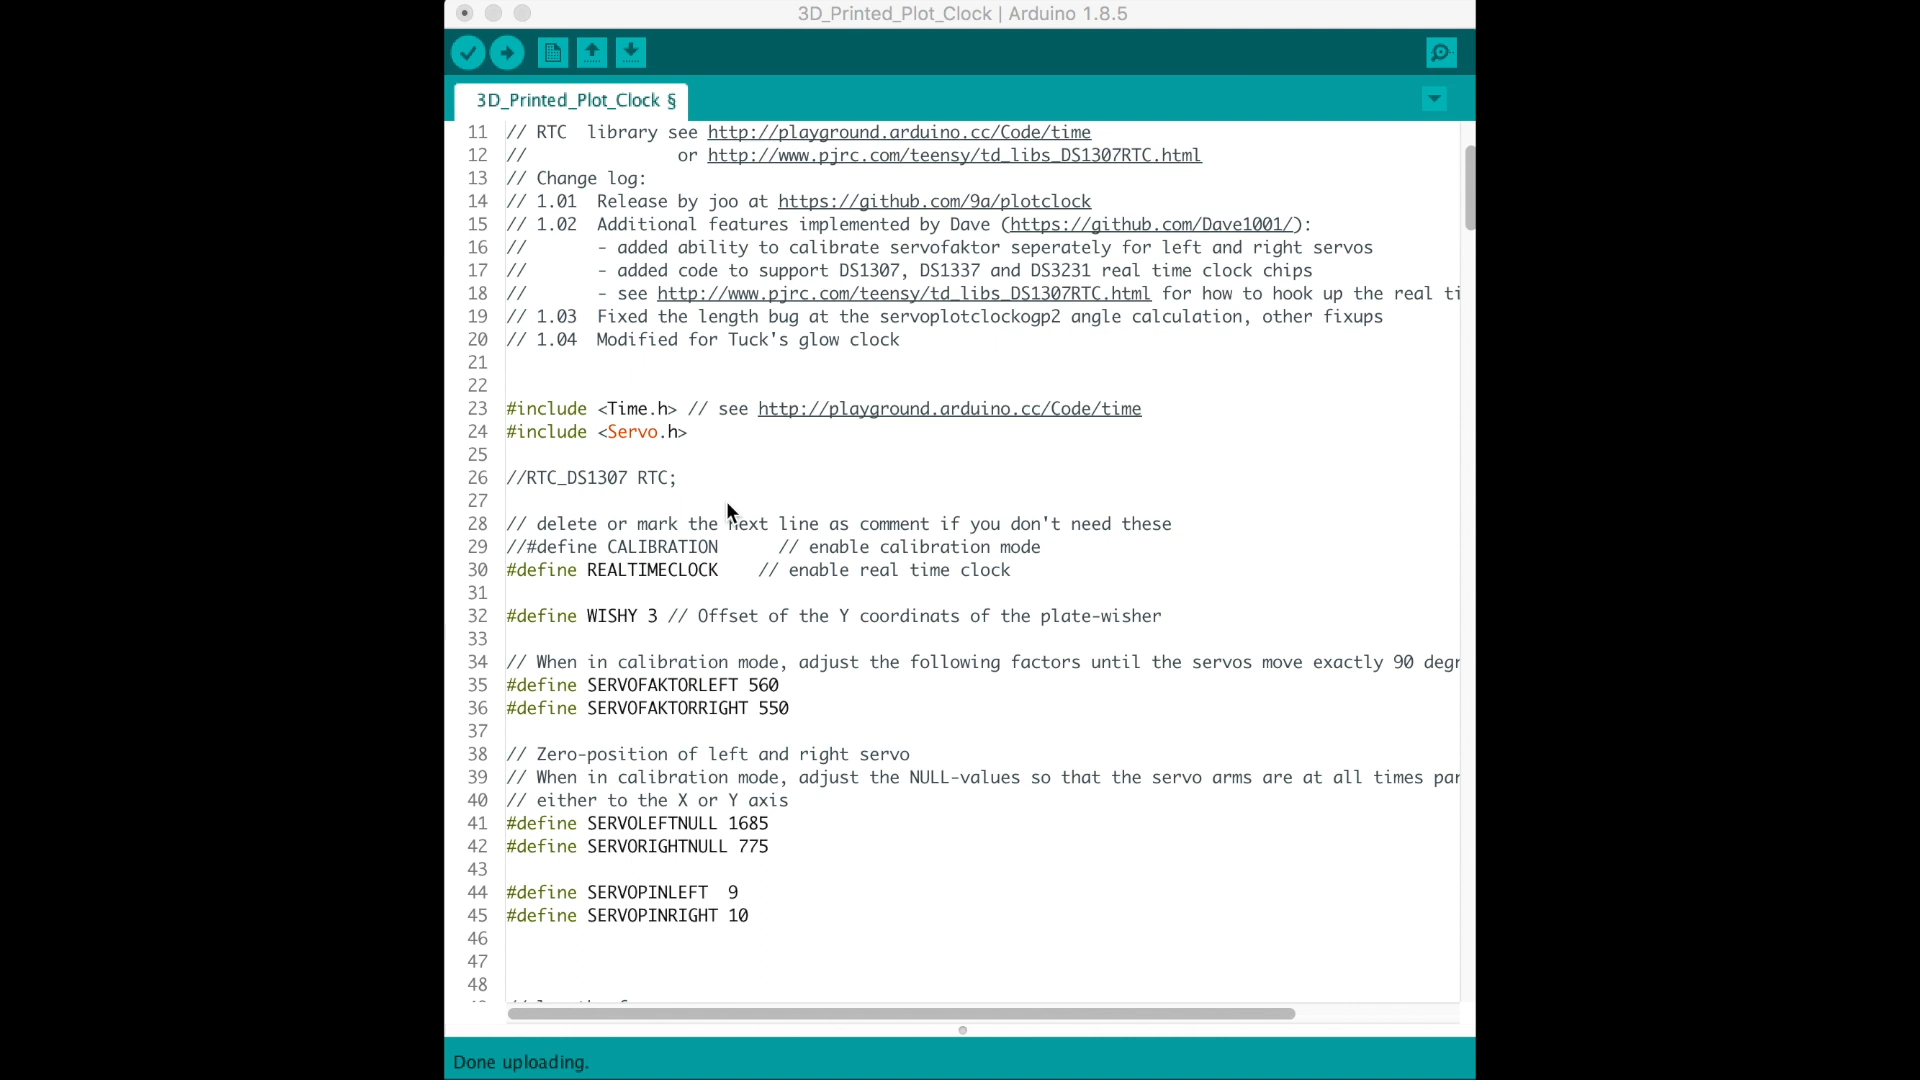 3D_Printed_Plot_Clock | Arduino 1.8.5
3D_Printed_Plot_Clock §
11 // RTC  library see http://playground.arduino.cc/Code/time
12 //               or http://www.pjrc.com/teensy/td_libs_DS1307RTC.html
13 // Change log:
14 // 1.01  Release by joo at https://github.com/9a/plotclock
15 // 1.02  Additional features implemented by Dave (https://github.com/Dave1001/):
16 //       - added ability to calibrate servofaktor seperately for left and right servos
17 //       - added code to support DS1307, DS1337 and DS3231 real time clock chips
18 //       - see http://www.pjrc.com/teensy/td_libs_DS1307RTC.html for how to hook up the real ti
19 // 1.03  Fixed the length bug at the servoplotclockogp2 angle calculation, other fixups
20 // 1.04  Modified for Tuck's glow clock
21
22
23 #include <Time.h> // see http://playground.arduino.cc/Code/time
24 #include <Servo.h>
25
26 //RTC_DS1307 RTC;
27
28 // delete or mark the next line as comment if you don't need these
29 //#define CALIBRATION      // enable calibration mode
30 #define REALTIMECLOCK    // enable real time clock
31
32 #define WISHY 3 // Offset of the Y coordinats of the plate-wisher
33
34 // When in calibration mode, adjust the following factors until the servos move exactly 90 degr
35 #define SERVOFAKTORLEFT 560
36 #define SERVOFAKTORRIGHT 550
37
38 // Zero-position of left and right servo
39 // When in calibration mode, adjust the NULL-values so that the servo arms are at all times par
40 // either to the X or Y axis
41 #define SERVOLEFTNULL 1685
42 #define SERVORIGHTNULL 775
43
44 #define SERVOPINLEFT  9
45 #define SERVOPINRIGHT 10
46
47
48
Done uploading.